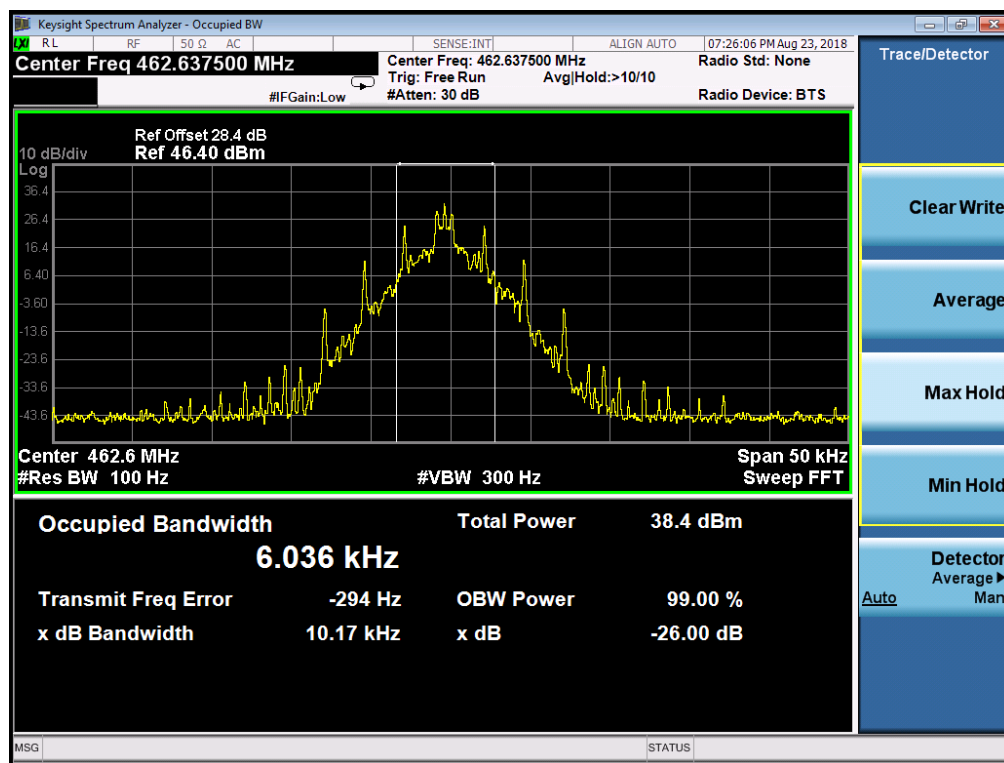 Keysight Spectrum Analyzer - Occupied BW
LXI RL RF 50 Ω AC SENSE:INT ALIGN AUTO 07:26:06 PM Aug 23, 2018
Center Freq 462.637500 MHz
Center Freq: 462.637500 MHz
Radio Std: None
Trig: Free Run Avg|Hold:>10/10
#IFGain:Low
#Atten: 30 dB
Radio Device: BTS
Ref Offset 28.4 dB
10 dB/div Ref 46.40 dBm
Log
36.4
26.4
16.4
6.40
-3.60
-13.6
-23.6
-33.6
-43.6
Center 462.6 MHz Span 50 kHz
#Res BW 100 Hz #VBW 300 Hz Sweep FFT
Occupied Bandwidth Total Power 38.4 dBm
6.036 kHz
Transmit Freq Error -294 Hz OBW Power 99.00 %
x dB Bandwidth 10.17 kHz x dB -26.00 dB
MSG STATUS
Trace/Detector
Clear Write
Average
Max Hold
Min Hold
Detector
Average▶
Auto Man